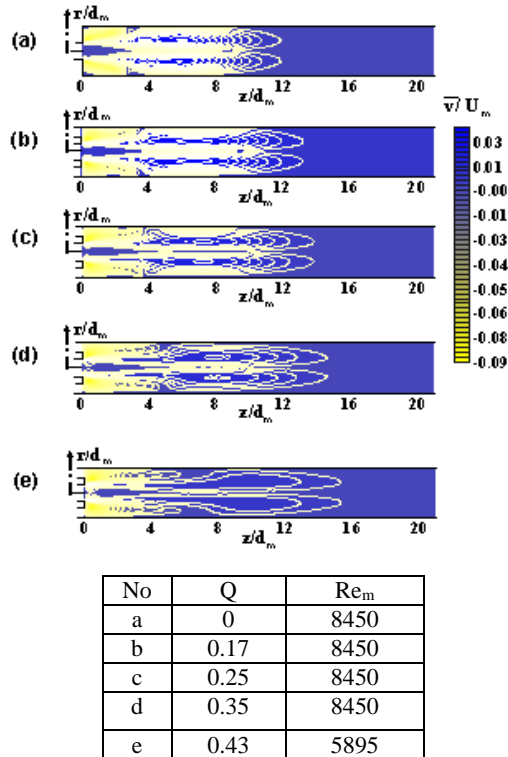 r/dₘ
(a)
0 4 8 12 16 20
z/dₘ
r/dₘ
(b)
0 4 8 12 16 20
z/dₘ
r/dₘ
(c)
0 4 8 12 16 20
z/dₘ
r/dₘ
(d)
0 4 8 12 16 20
z/dₘ
r/dₘ
(e)
0 4 8 12 16 20
z/dₘ
v̅/ Uₘ
0.03
0.01
-0.00
-0.01
-0.03
-0.04
-0.06
-0.08
-0.09
No Q Reₘ
a 0 8450
b 0.17 8450
c 0.25 8450
d 0.35 8450
e 0.43 5895